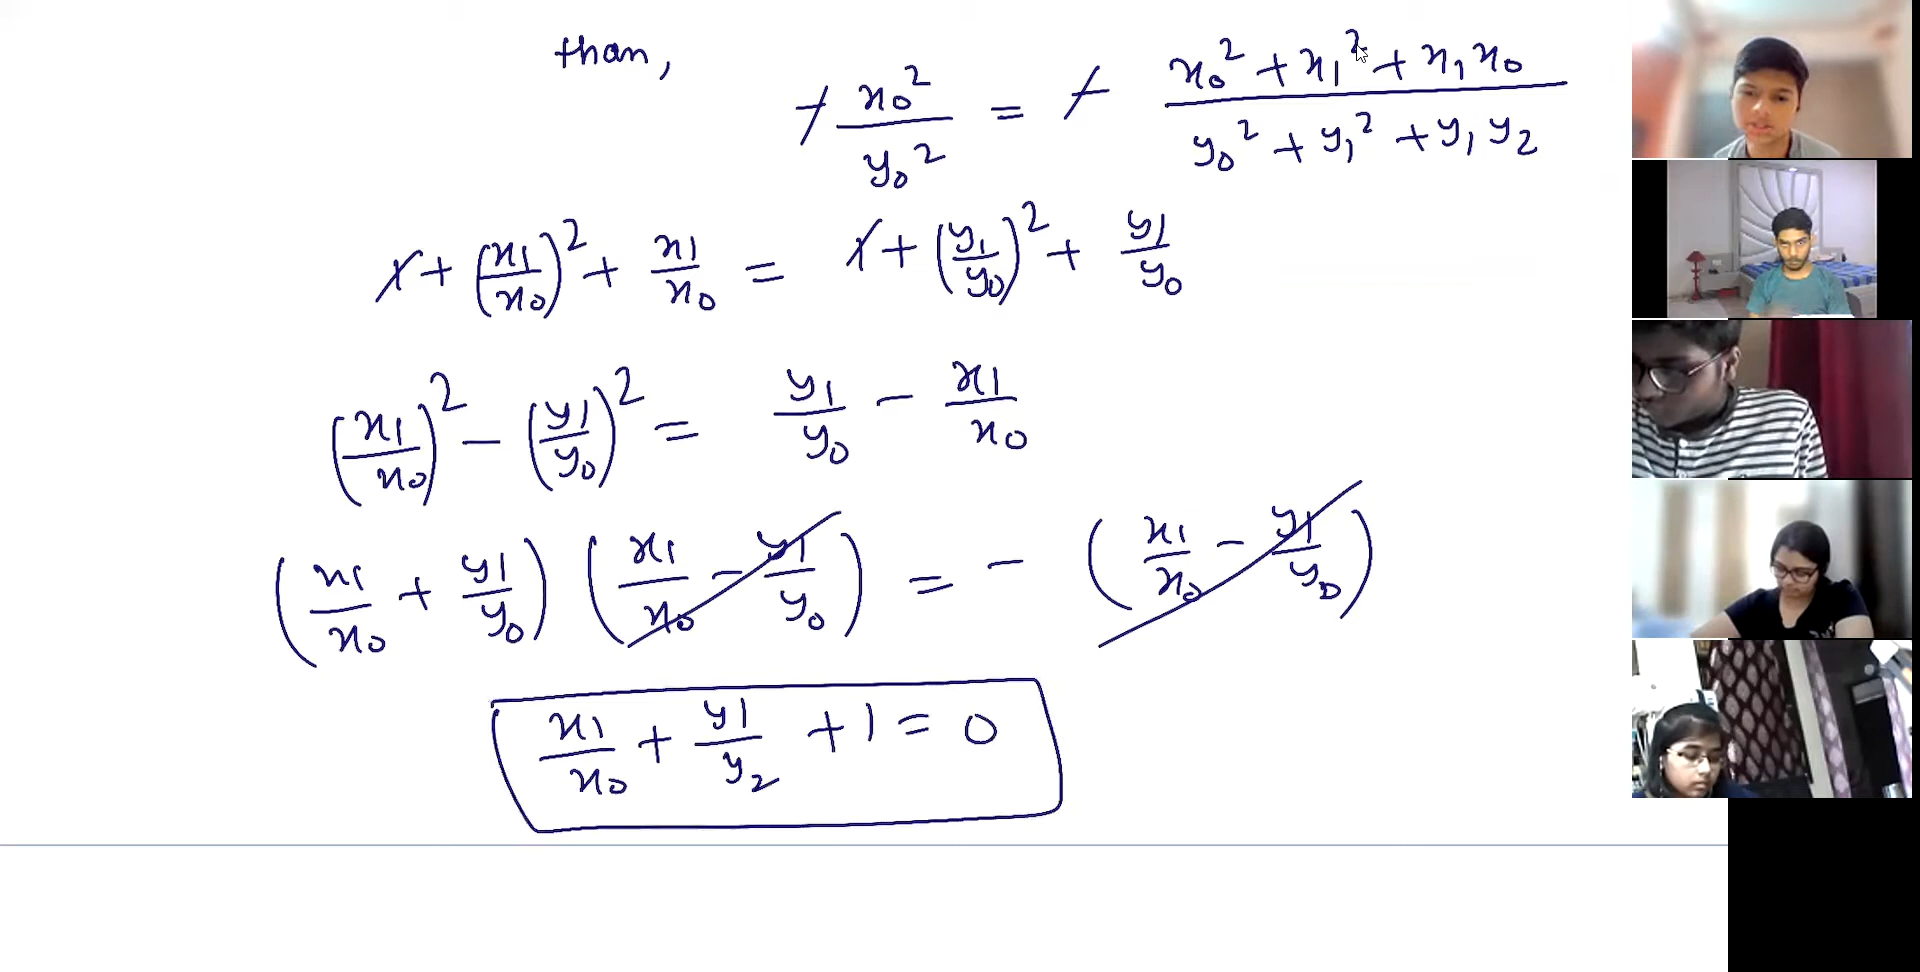 than,
- x₀²/y₀² = - (x₀² + x₁² + x₁x₀)/(y₀² + y₁² + y₁y₂)
1 + (x₁/x₀)² + x₁/x₀ = 1 + (y₁/y₀)² + y₁/y₀
(x₁/x₀)² - (y₁/y₀)² = y₁/y₀ - x₁/x₀
(x₁/x₀ + y₁/y₀) (x₁/x₀ - y₁/y₀) = - (x₁/x₀ - y₁/y₀)
x₁/x₀ + y₁/y₂ + 1 = 0